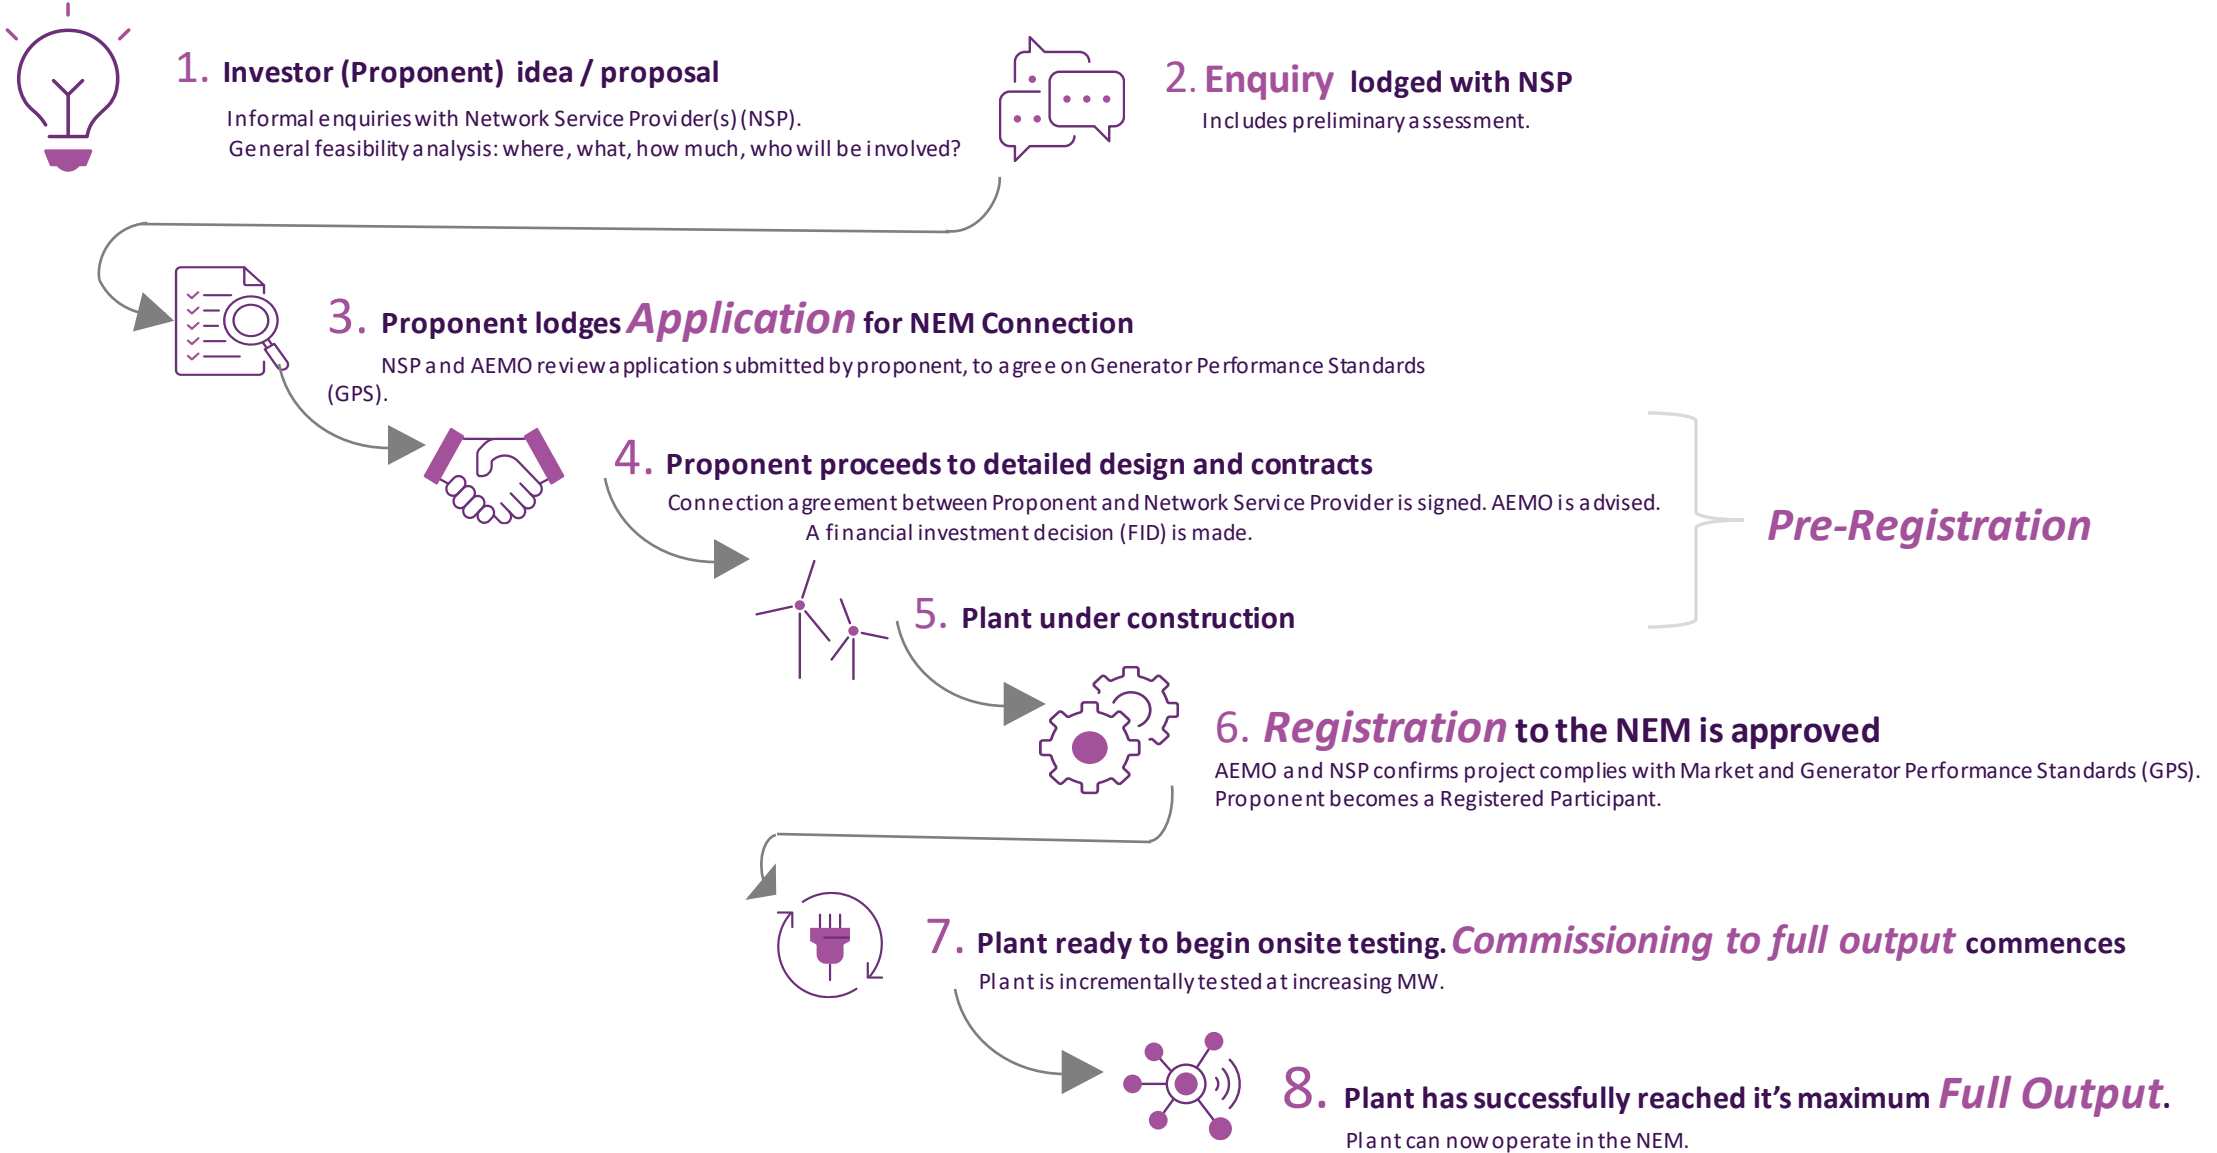 1. Investor (Proponent) idea / proposal
Informal enquiries with Network Service Provider(s) (NSP).
General feasibility analysis: where, what, how much, who will be involved?
2. Enquiry lodged with NSP
Includes preliminary assessment.
3. Proponent lodges Application for NEM Connection
NSP and AEMO review application submitted by proponent, to agree on Generator Performance Standards
(GPS).
4. Proponent proceeds to detailed design and contracts
Connection agreement between Proponent and Network Service Provider is signed. AEMO is advised.
A financial investment decision (FID) is made.
Pre-Registration
5. Plant under construction
6. Registration to the NEM is approved
AEMO and NSP confirms project complies with Market and Generator Performance Standards (GPS).
Proponent becomes a Registered Participant.
7. Plant ready to begin onsite testing. Commissioning to full output commences
Plant is incrementally tested at increasing MW.
8. Plant has successfully reached it’s maximum Full Output.
Plant can now operate in the NEM.